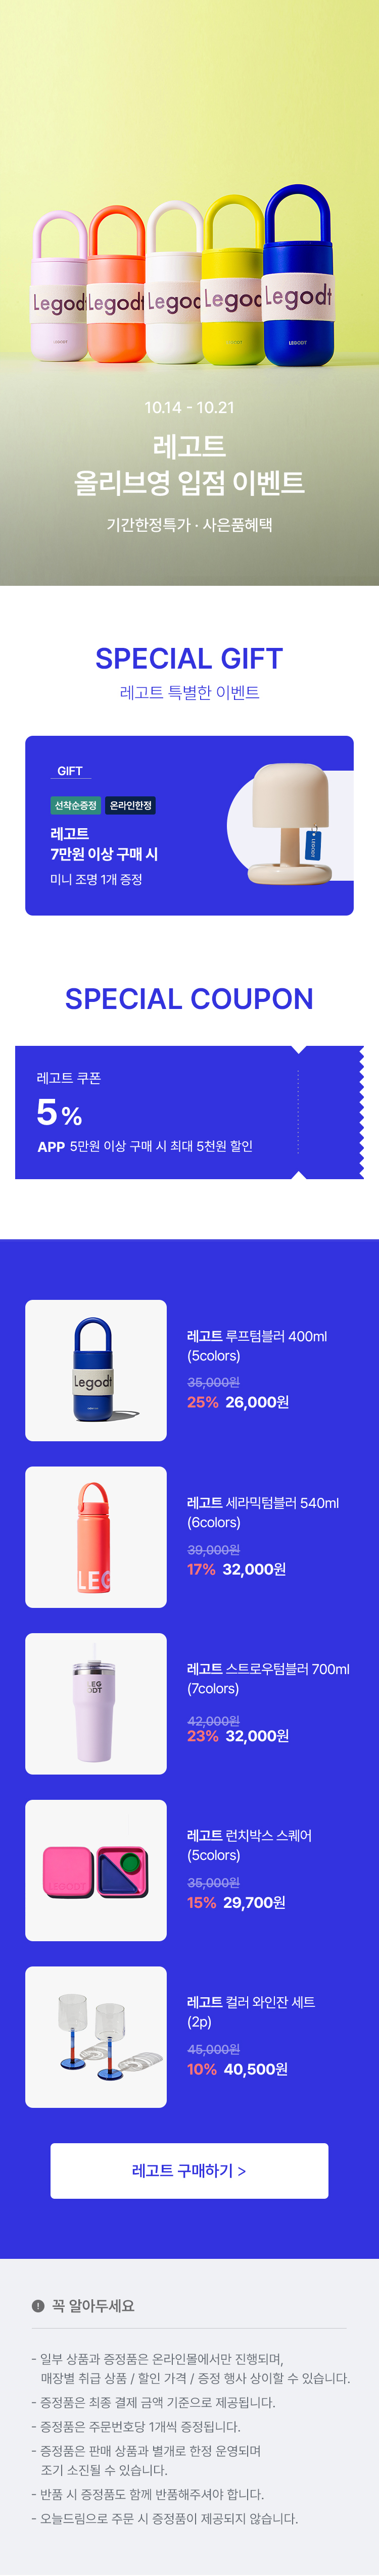 Legodt Legodt Legodt Legodt Legodt
LEGODT LEGODT LEGODT
10.14 - 10.21
레고트
올리브영 입점 이벤트
기간한정특가 · 사은품혜택
SPECIAL GIFT
레고트 특별한 이벤트
GIFT
선착순증정 온라인한정
레고트
7만원 이상 구매 시
미니 조명 1개 증정
LEGODT
SPECIAL COUPON
레고트 쿠폰
5%
APP 5만원 이상 구매 시 최대 5천원 할인
Legodt
레고트 루프텀블러 400ml
(5colors)
35,000원
25% 26,000원
LEG
레고트 세라믹텀블러 540ml
(6colors)
39,000원
17% 32,000원
LEG
ODT
레고트 스트로우텀블러 700ml
(7colors)
42,000원
23% 32,000원
LEGODT
레고트 런치박스 스퀘어
(5colors)
35,000원
15% 29,700원
레고트 컬러 와인잔 세트
(2p)
45,000원
10% 40,500원
레고트 구매하기 >
! 꼭 알아두세요
- 일부 상품과 증정품은 온라인몰에서만 진행되며,
매장별 취급 상품 / 할인 가격 / 증정 행사 상이할 수 있습니다.
- 증정품은 최종 결제 금액 기준으로 제공됩니다.
- 증정품은 주문번호당 1개씩 증정됩니다.
- 증정품은 판매 상품과 별개로 한정 운영되며
조기 소진될 수 있습니다.
- 반품 시 증정품도 함께 반품해주셔야 합니다.
- 오늘드림으로 주문 시 증정품이 제공되지 않습니다.